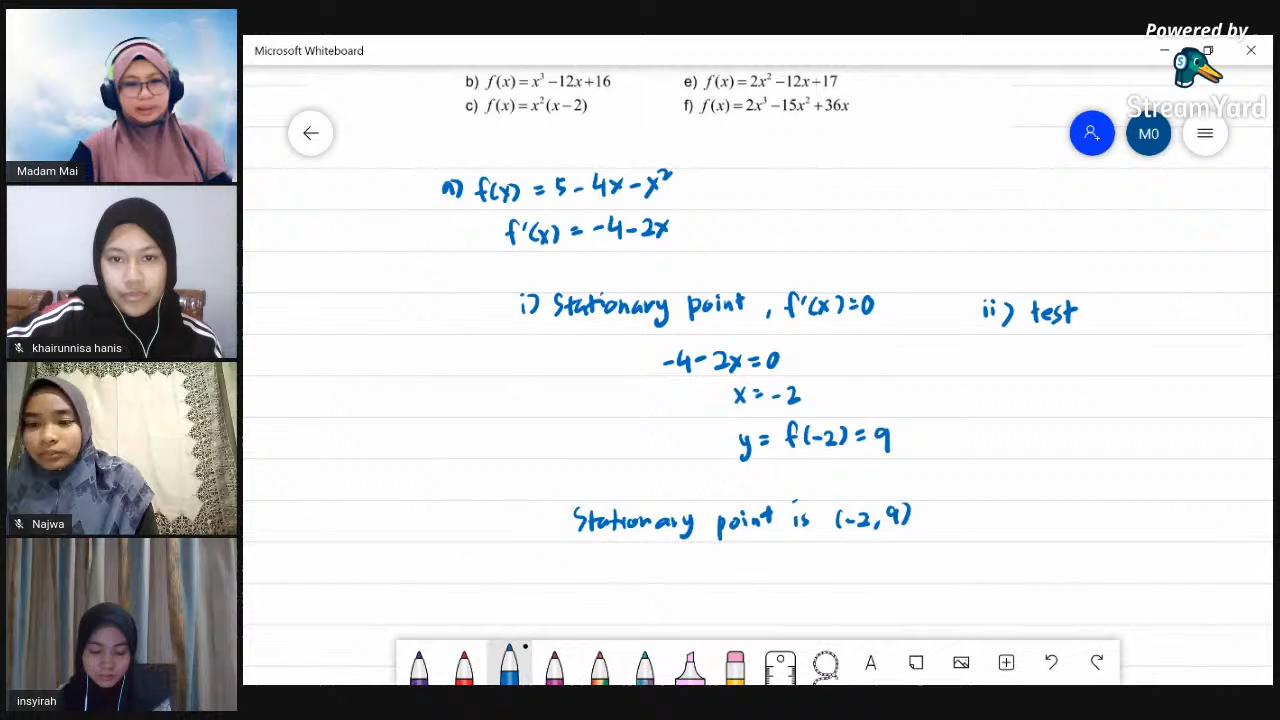 Powered by
StreamYard
Microsoft Whiteboard
b) f(x) = x³ −12x+16
e) f(x) = 2x² −12x+17
c) f(x) = x²(x−2)
f) f(x) = 2x³ −15x² +36x
M0
a) f(x) = 5 - 4x - x²
f'(x) = -4 - 2x
i) Stationary point , f'(x) = 0
ii) test
-4 - 2x = 0
x = -2
y = f(-2) = 9
Stationary point is (-2, 9)
A
Madam Mai
khairunnisa hanis
Najwa
insyirah